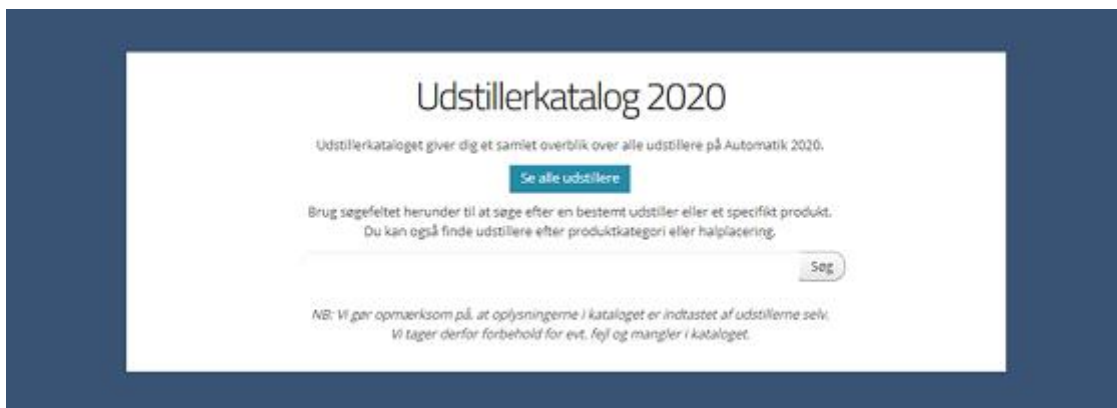 Udstillerkatalog 2020
Udstillerkataloget giver dig et samlet overblik over alle udstillere på Automatik 2020.
Se alle udstillere
Brug søgefeltet herunder til at søge efter en bestemt udstiller eller et specifikt produkt.
Du kan også finde udstillere efter produktkategori eller halplacering.
Søg
NB: Vi gør opmærksom på, at oplysningerne i kataloget er indtastet af udstillerne selv.
Vi tager derfor forbehold for evt. fejl og mangler i kataloget.